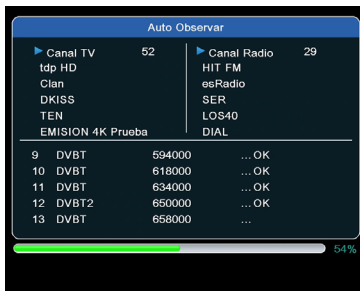 Auto Observar
Canal TV 52
tdp HD
Clan
DKISS
TEN
EMISION 4K Prueba
Canal Radio 29
HIT FM
esRadio
SER
LOS40
DIAL
9 DVBT 594000 ...OK
10 DVBT 618000 ...OK
11 DVBT 634000 ...OK
12 DVBT2 650000 ...OK
13 DVBT 658000 ...
54%